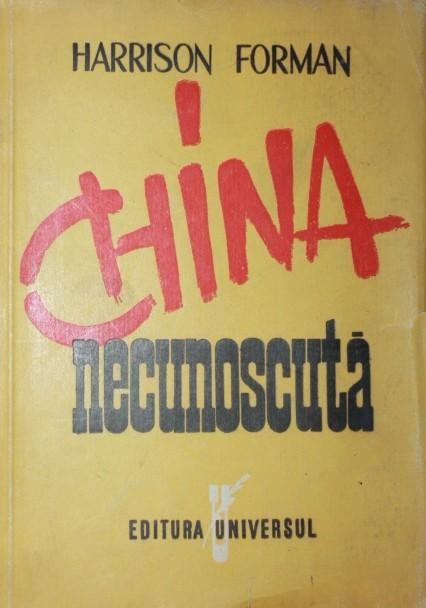 HARRISON FORMAN
CHINA
necunoscută
EDITURA UNIVERSUL